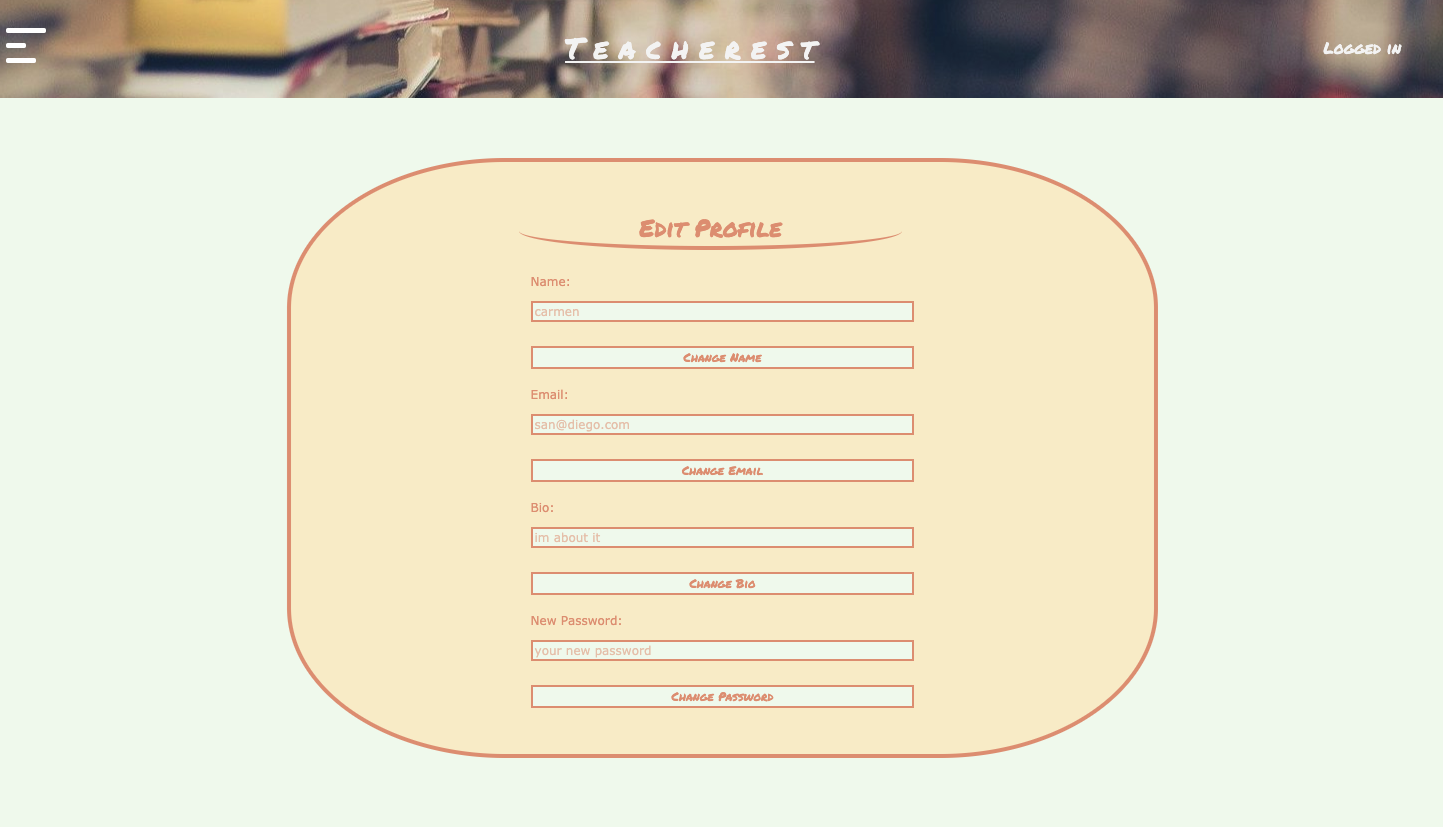 Teacherest
Logged in
Edit Profile
Name:
carmen
Change Name
Email:
san@diego.com
Change Email
Bio:
im about it
Change Bio
New Password:
your new password
Change Password